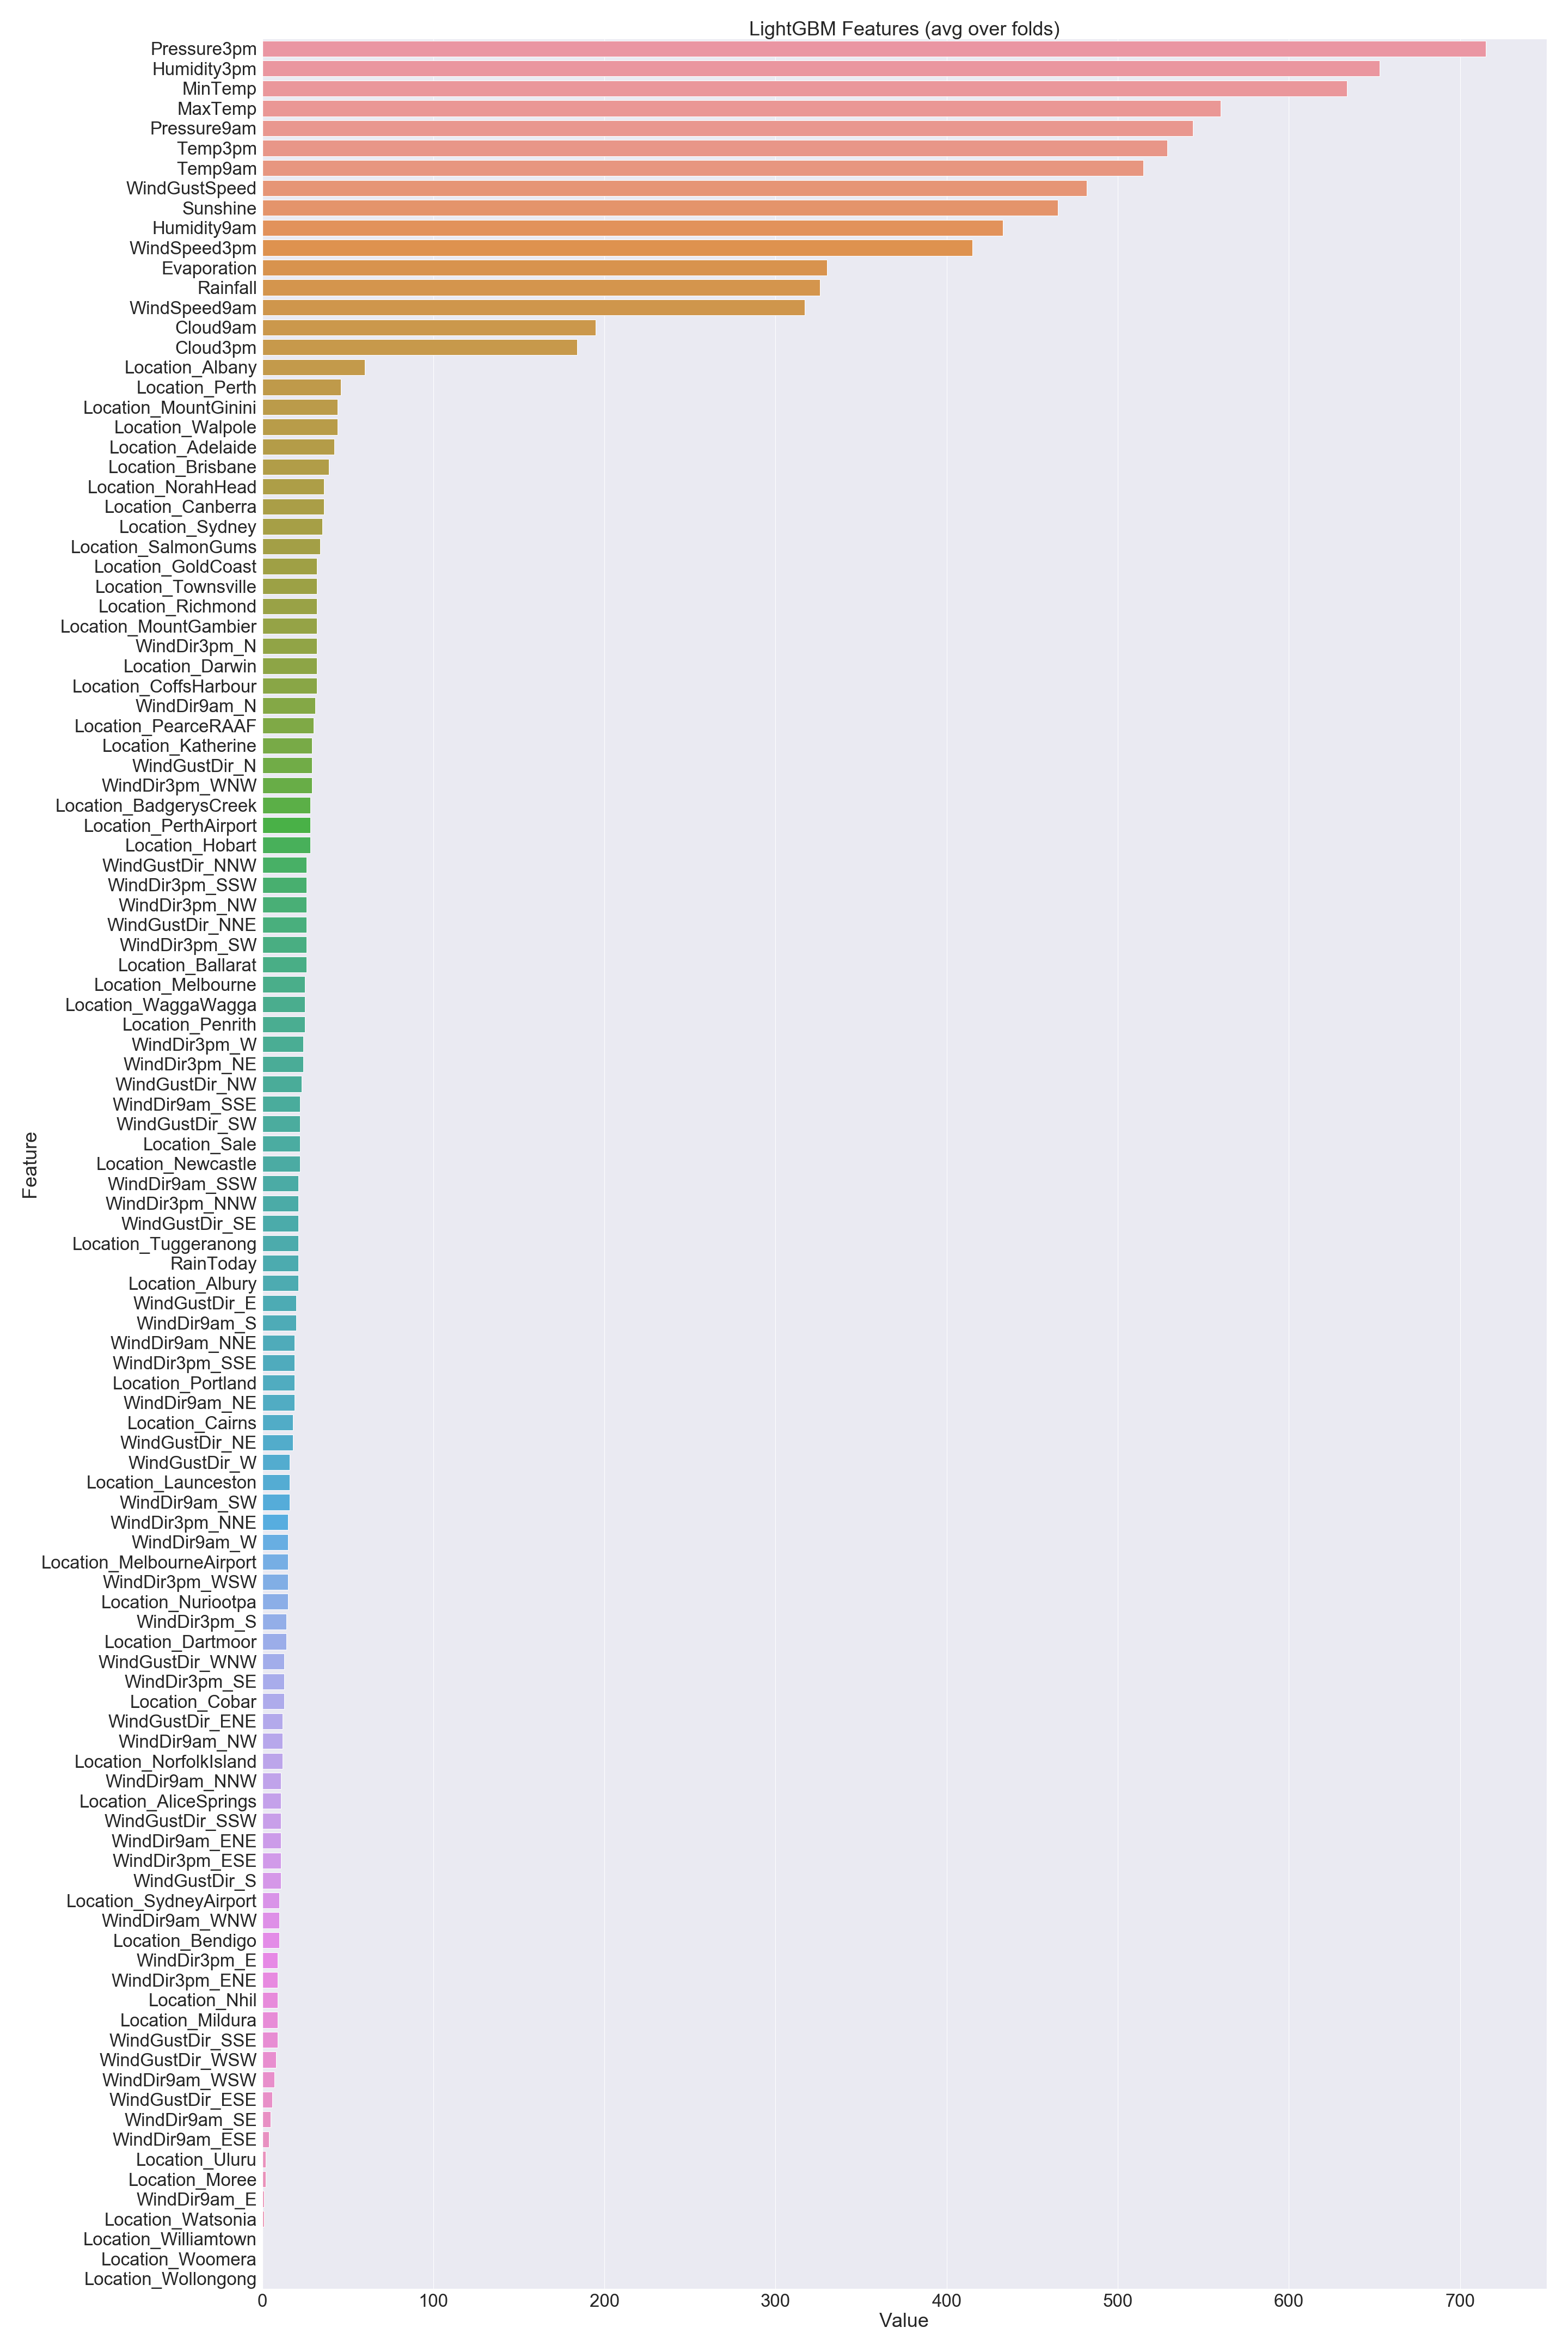 LightGBM Features (avg over folds)
Pressure3pm
Humidity3pm
MinTemp
MaxTemp
Pressure9am
Temp3pm
Temp9am
WindGustSpeed
Sunshine
Humidity9am
WindSpeed3pm
Evaporation
Rainfall
WindSpeed9am
Cloud9am
Cloud3pm
Location_Albany
Location_Perth
Location_MountGinini
Location_Walpole
Location_Adelaide
Location_Brisbane
Location_NorahHead
Location_Canberra
Location_Sydney
Location_SalmonGums
Location_GoldCoast
Location_Townsville
Location_Richmond
Location_MountGambier
WindDir3pm_N
Location_Darwin
Location_CoffsHarbour
WindDir9am_N
Location_PearceRAAF
Location_Katherine
WindGustDir_N
WindDir3pm_WNW
Location_BadgerysCreek
Location_PerthAirport
Location_Hobart
WindGustDir_NNW
WindDir3pm_SSW
WindDir3pm_NW
WindGustDir_NNE
WindDir3pm_SW
Location_Ballarat
Location_Melbourne
Location_WaggaWagga
Location_Penrith
WindDir3pm_W
WindDir3pm_NE
WindGustDir_NW
WindDir9am_SSE
WindGustDir_SW
Location_Sale
Location_Newcastle
WindDir9am_SSW
WindDir3pm_NNW
WindGustDir_SE
Location_Tuggeranong
RainToday
Location_Albury
WindGustDir_E
WindDir9am_S
WindDir9am_NNE
WindDir3pm_SSE
Location_Portland
WindDir9am_NE
Location_Cairns
WindGustDir_NE
WindGustDir_W
Location_Launceston
WindDir9am_SW
WindDir3pm_NNE
WindDir9am_W
Location_MelbourneAirport
WindDir3pm_WSW
Location_Nuriootpa
WindDir3pm_S
Location_Dartmoor
WindGustDir_WNW
WindDir3pm_SE
Location_Cobar
WindGustDir_ENE
WindDir9am_NW
Location_NorfolkIsland
WindDir9am_NNW
Location_AliceSprings
WindGustDir_SSW
WindDir9am_ENE
WindDir3pm_ESE
WindGustDir_S
Location_SydneyAirport
WindDir9am_WNW
Location_Bendigo
WindDir3pm_E
WindDir3pm_ENE
Location_Nhil
Location_Mildura
WindGustDir_SSE
WindGustDir_WSW
WindDir9am_WSW
WindGustDir_ESE
WindDir9am_SE
WindDir9am_ESE
Location_Uluru
Location_Moree
WindDir9am_E
Location_Watsonia
Location_Williamtown
Location_Woomera
Location_Wollongong
Feature
0 100 200 300 400 500 600 700
Value